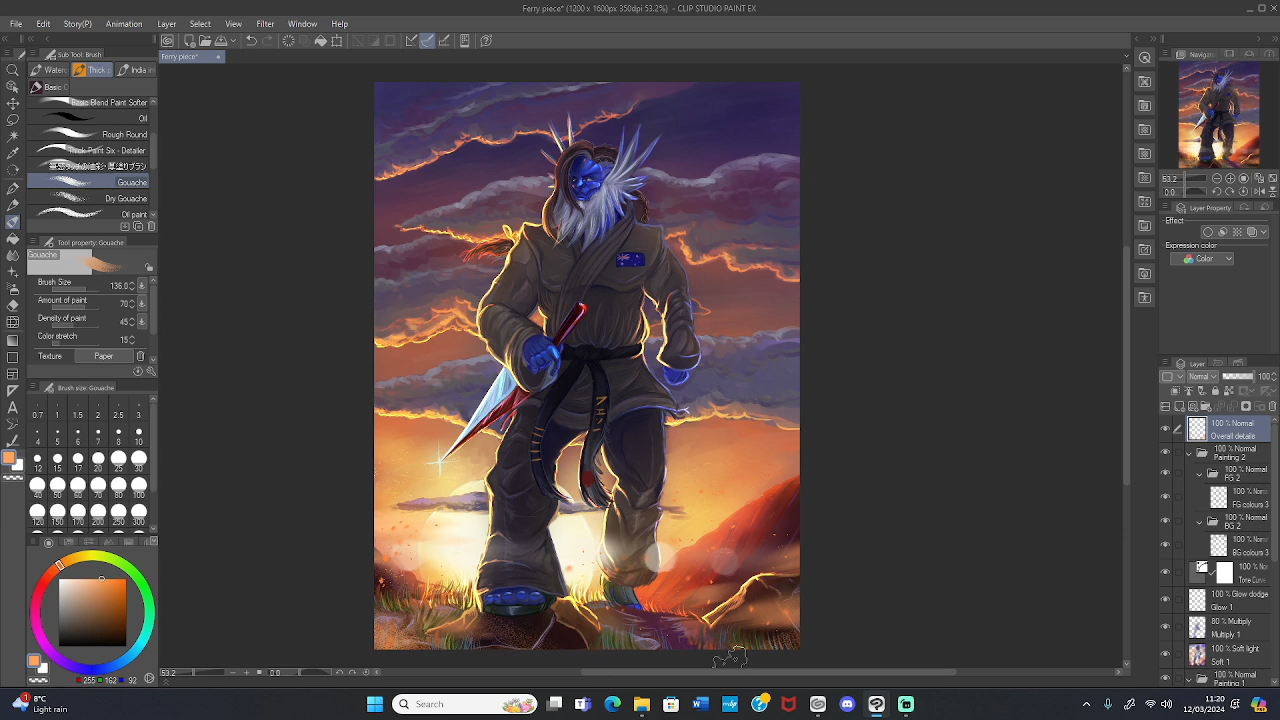 Ferry piece* (1200 x 1600px 350dpi 53.2%) - CLIP STUDIO PAINT EX
File Edit Story Animation Layer Select View Filter Window Help
Ferry piece*
Sub Tool: Brush
Thick
India in
Basic
Basic Blend Paint Softer
Oil
Rough Round
Thick Paint Six - Detailer
Gouache
Dry Gouache
Oil paint
Tool property: Gouache
Gouache
Brush Size 136.0
Amount of paint 70
Density of paint 45
Color stretch 15
Texture Paper
Brush size: Gouache
0.7 1 1.5 2 2.5 3
4 5 6 7 8 10
12 15 17 20 25 30
40 50 60 70 80 100
120 150 170 200 250 300
255 162 92
53.2 0.0
Navigator
53.2
0.0
Layer Property
Effect
Expression color
Color
Layer
Normal 100
100 % Normal
Overall details
100 % Normal
Painting 2
100 % Normal
BG 2
100 % Norm
FG colours 3
100 % Norm
BG 2
100 % Norm
BG colours 3
Tone Curve
100 % Glow dodge
Glow 1
80 % Multiply
Multiply 1
100 % Soft light
Soft 1
100 % Normal
Painting
8°C
Light rain
Search
11:20